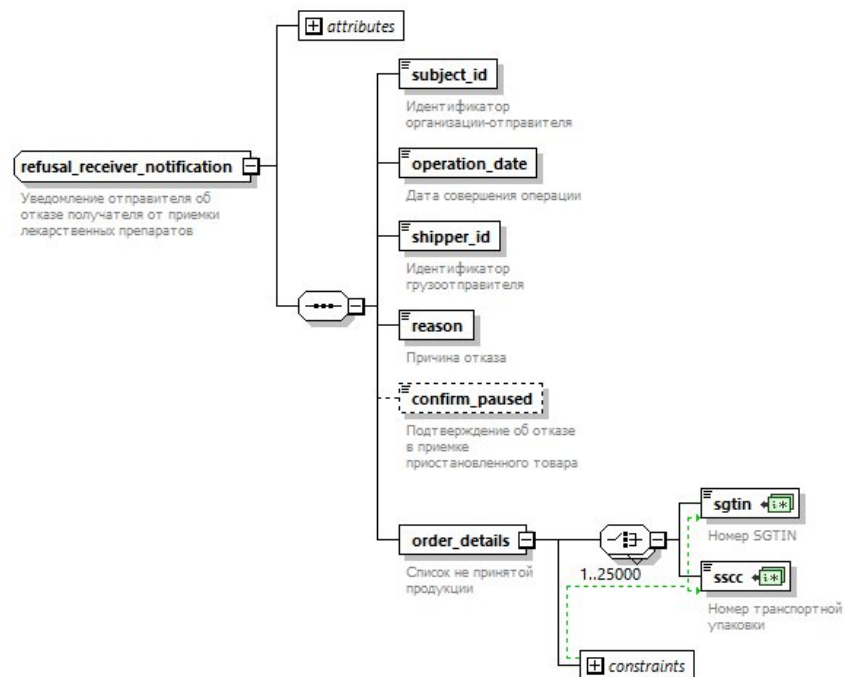 attributes
subject_id
Идентификатор
организации-отправителя
refusal_receiver_notification
Уведомление отправителя об
отказе получателя от приемки
лекарственных препаратов
operation_date
Дата совершения операции
shipper_id
Идентификатор
грузоотправителя
reason
Причина отказа
confirm_paused
Подтверждение об отказе
в приемке
приостановленного товара
order_details
Список не принятой
продукции
1..25000
sgtin
i*
Номер SGTIN
sscc
i*
Номер транспортной
упаковки
constraints